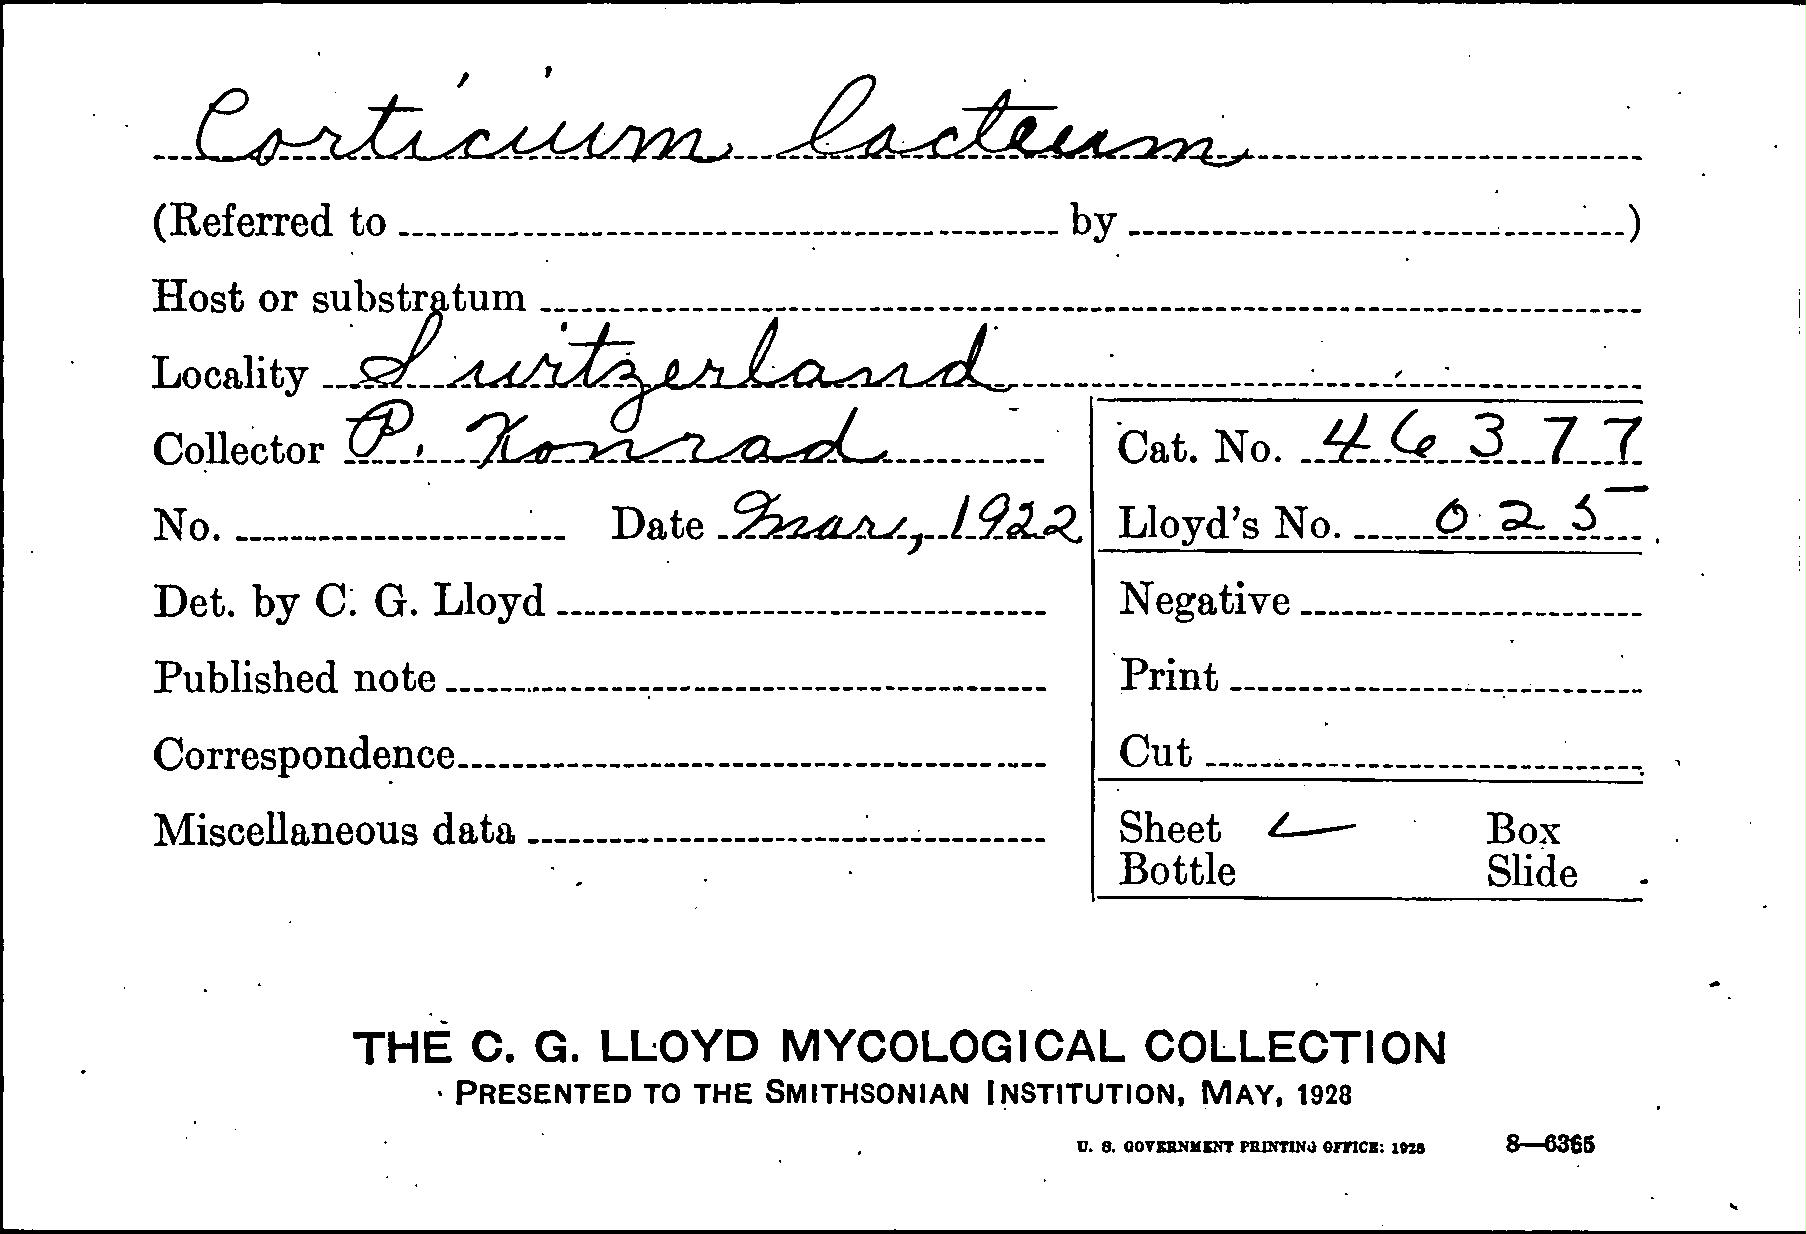 Corticium lacteum
(Referred to by )
Host or substratum
Locality Switzerland
Collector P. Konrad
Cat. No. 46377
No. Date Mar., 1922
Lloyd's No. 025
Det. by C. G. Lloyd
Negative
Published note
Print
Correspondence
Cut
Miscellaneous data
Sheet Box
Bottle Slide
THE C. G. LLOYD MYCOLOGICAL COLLECTION
PRESENTED TO THE SMITHSONIAN INSTITUTION, MAY, 1928
U. S. GOVERNMENT PRINTING OFFICE: 1928 8—6365